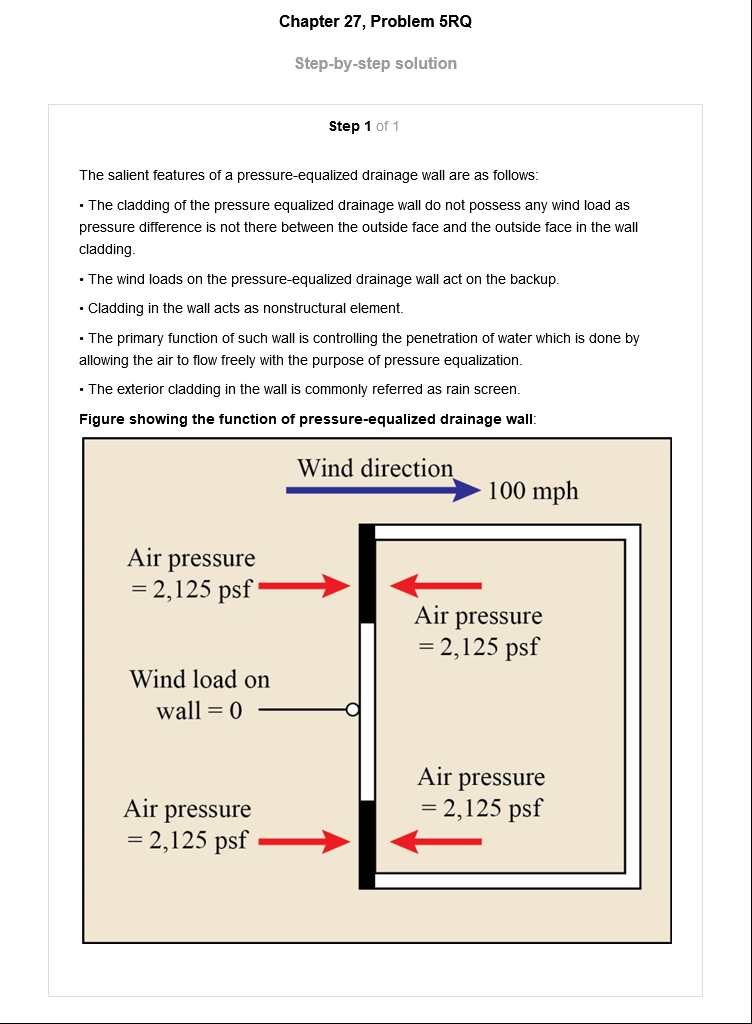 Chapter 27, Problem 5RQ
Step-by-step solution
Step 1 of 1
The salient features of a pressure-equalized drainage wall are as follows:
• The cladding of the pressure equalized drainage wall do not possess any wind load as
pressure difference is not there between the outside face and the outside face in the wall
cladding.
• The wind loads on the pressure-equalized drainage wall act on the backup.
• Cladding in the wall acts as nonstructural element.
• The primary function of such wall is controlling the penetration of water which is done by
allowing the air to flow freely with the purpose of pressure equalization.
• The exterior cladding in the wall is commonly referred as rain screen.
Figure showing the function of pressure-equalized drainage wall:
Wind direction
100 mph
Air pressure
= 2,125 psf
Air pressure
= 2,125 psf
Wind load on
wall = 0
Air pressure
= 2,125 psf
Air pressure
= 2,125 psf